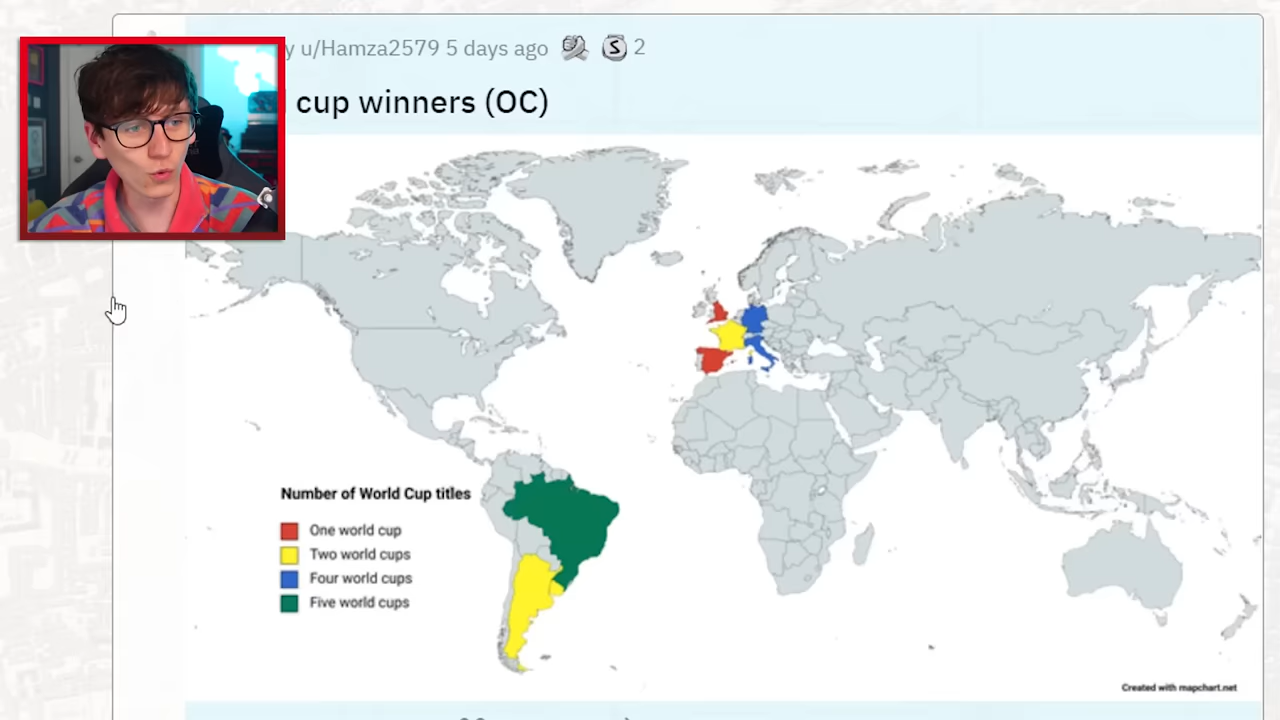 y u/Hamza2579 5 days ago S 2
cup winners (OC)
Number of World Cup titles
One world cup
Two world cups
Four world cups
Five world cups
Created with mapchart.net